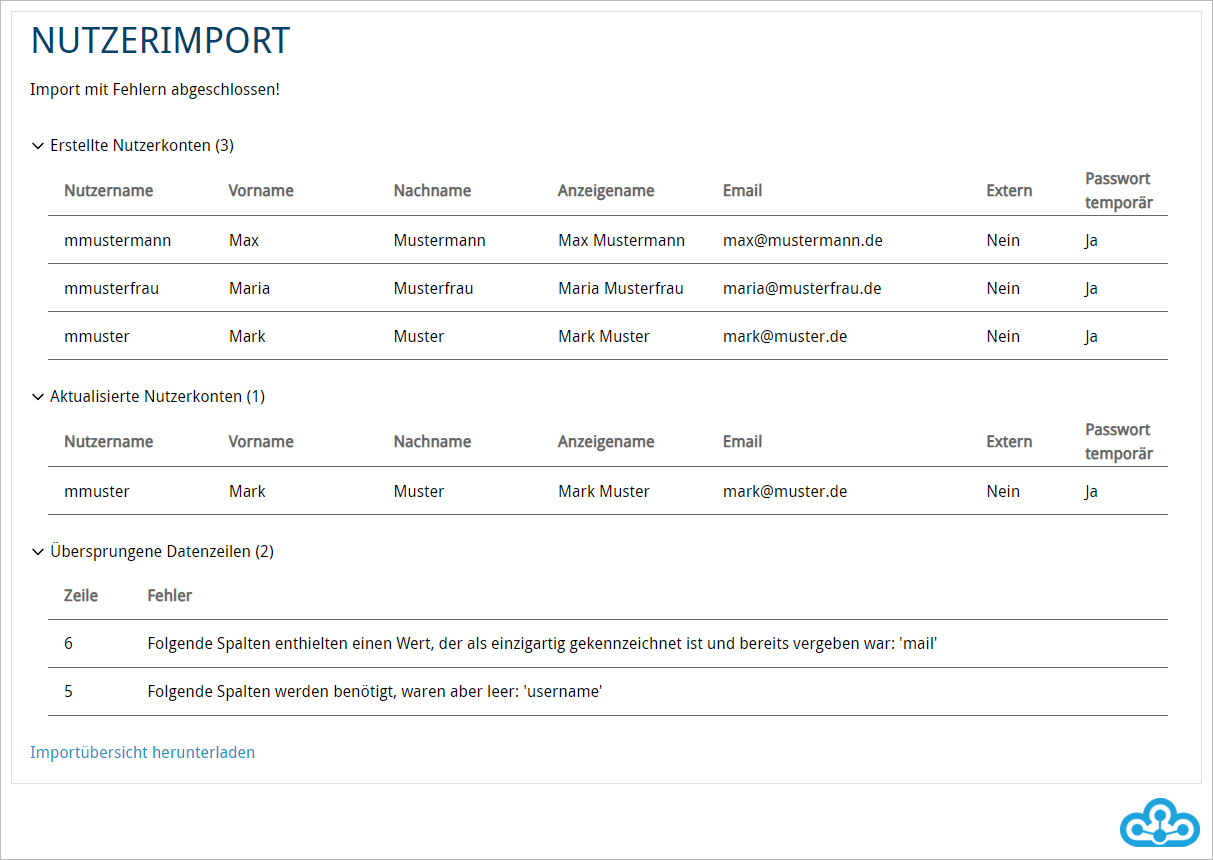 NUTZERIMPORT
Import mit Fehlern abgeschlossen!
Erstellte Nutzerkonten (3)
Nutzername Vorname Nachname Anzeigename Email Extern Passwort temporär
mmustermann Max Mustermann Max Mustermann max@mustermann.de Nein Ja
mmusterfrau Maria Musterfrau Maria Musterfrau maria@musterfrau.de Nein Ja
mmuster Mark Muster Mark Muster mark@muster.de Nein Ja
Aktualisierte Nutzerkonten (1)
Nutzername Vorname Nachname Anzeigename Email Extern Passwort temporär
mmuster Mark Muster Mark Muster mark@muster.de Nein Ja
Übersprungene Datenzeilen (2)
Zeile Fehler
6 Folgende Spalten enthielten einen Wert, der als einzigartig gekennzeichnet ist und bereits vergeben war: 'mail'
5 Folgende Spalten werden benötigt, waren aber leer: 'username'
Importübersicht herunterladen